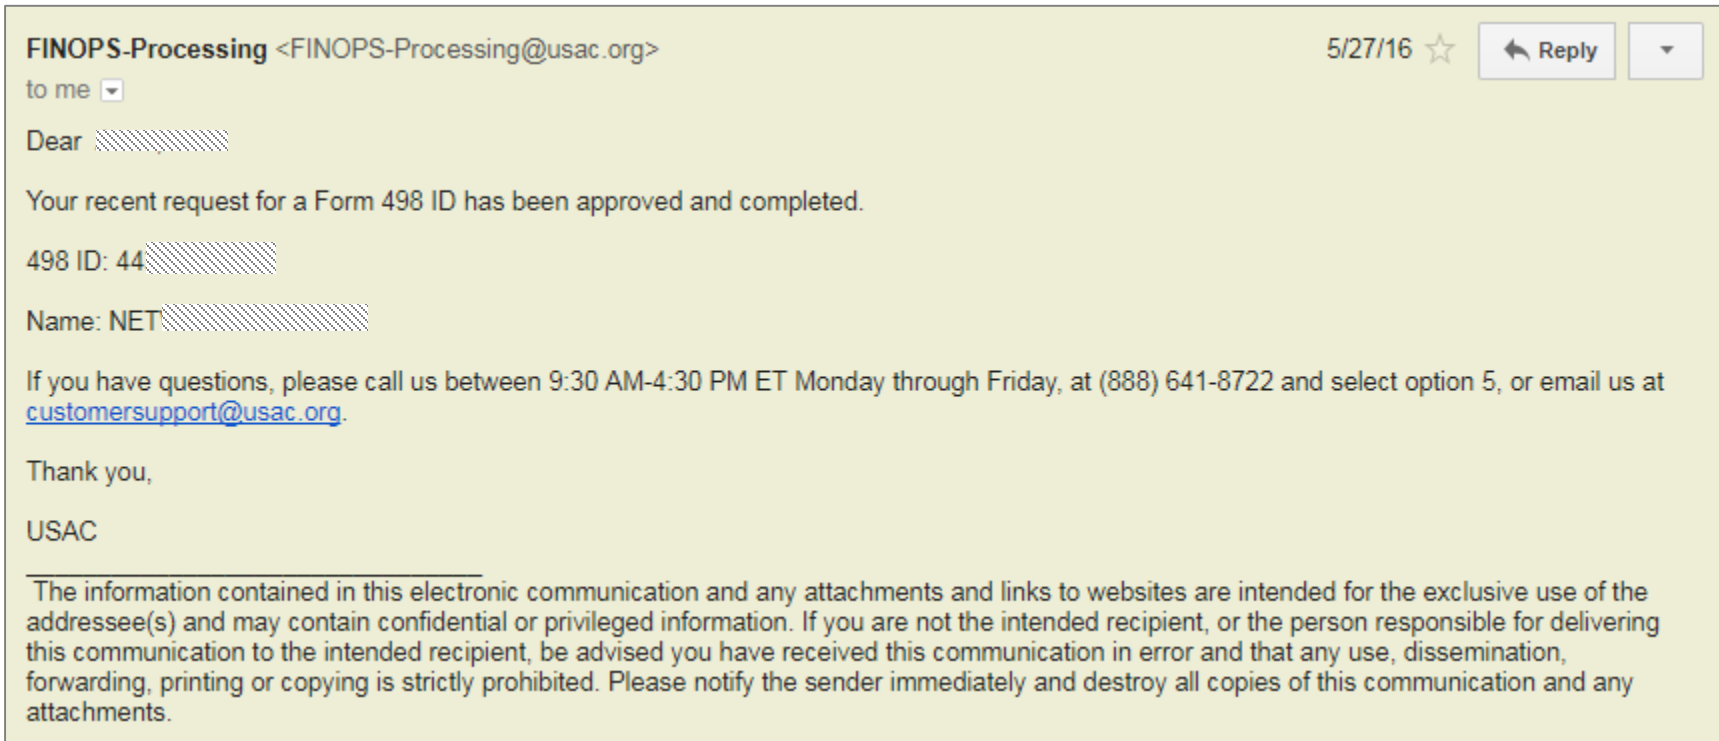 FINOPS-Processing <FINOPS-Processing@usac.org> 5/27/16 Reply
to me
Dear
Your recent request for a Form 498 ID has been approved and completed.
498 ID: 44
Name: NET
If you have questions, please call us between 9:30 AM-4:30 PM ET Monday through Friday, at (888) 641-8722 and select option 5, or email us at
customersupport@usac.org.
Thank you,
USAC
The information contained in this electronic communication and any attachments and links to websites are intended for the exclusive use of the
addressee(s) and may contain confidential or privileged information. If you are not the intended recipient, or the person responsible for delivering
this communication to the intended recipient, be advised you have received this communication in error and that any use, dissemination,
forwarding, printing or copying is strictly prohibited. Please notify the sender immediately and destroy all copies of this communication and any
attachments.